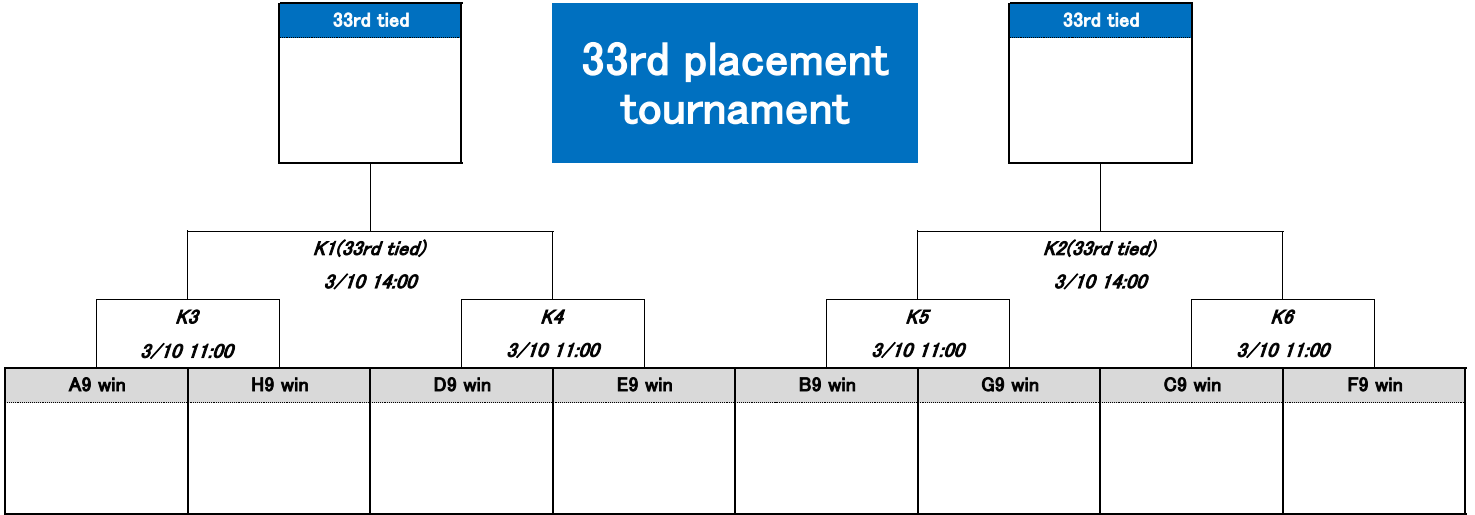 33rd tied
33rd placement
tournament
33rd tied
K1(33rd tied)
3/10 14:00
K2(33rd tied)
3/10 14:00
K3
3/10 11:00
K4
3/10 11:00
K5
3/10 11:00
K6
3/10 11:00
A9 win
H9 win
D9 win
E9 win
B9 win
G9 win
C9 win
F9 win